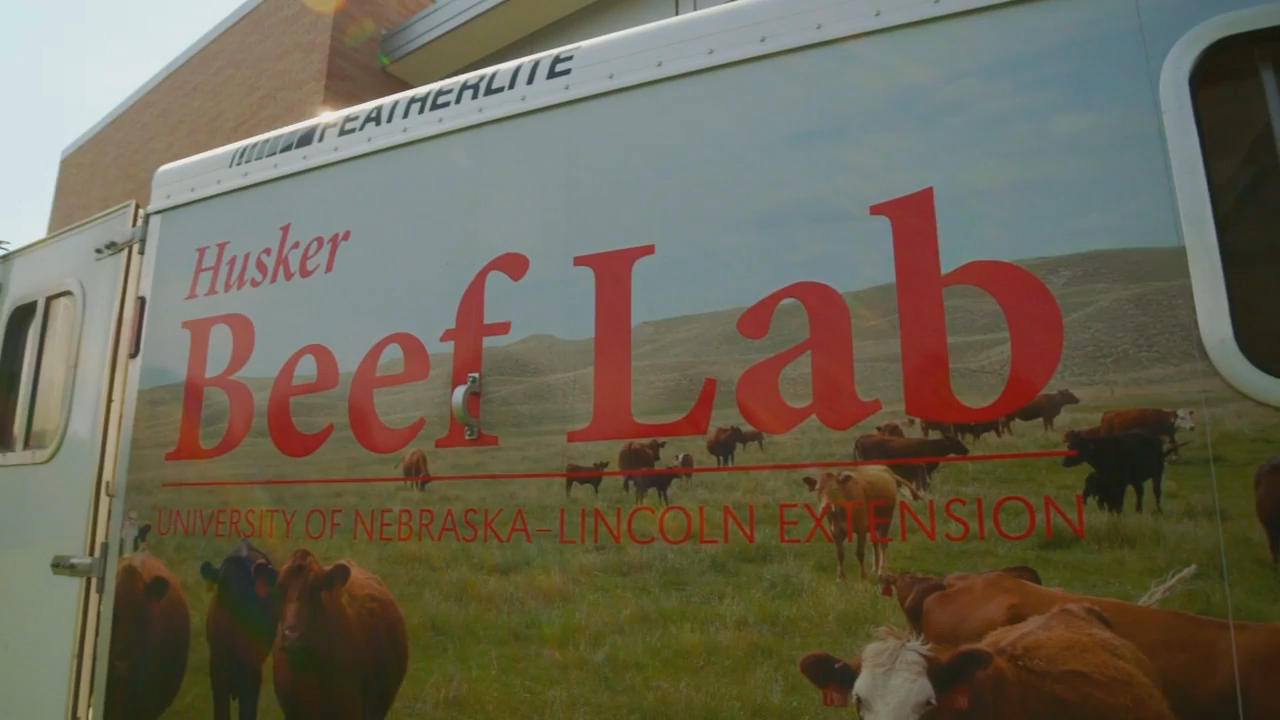 FEATHERLITE
Husker
Beef Lab
UNIVERSITY OF NEBRASKA–LINCOLN EXTENSION